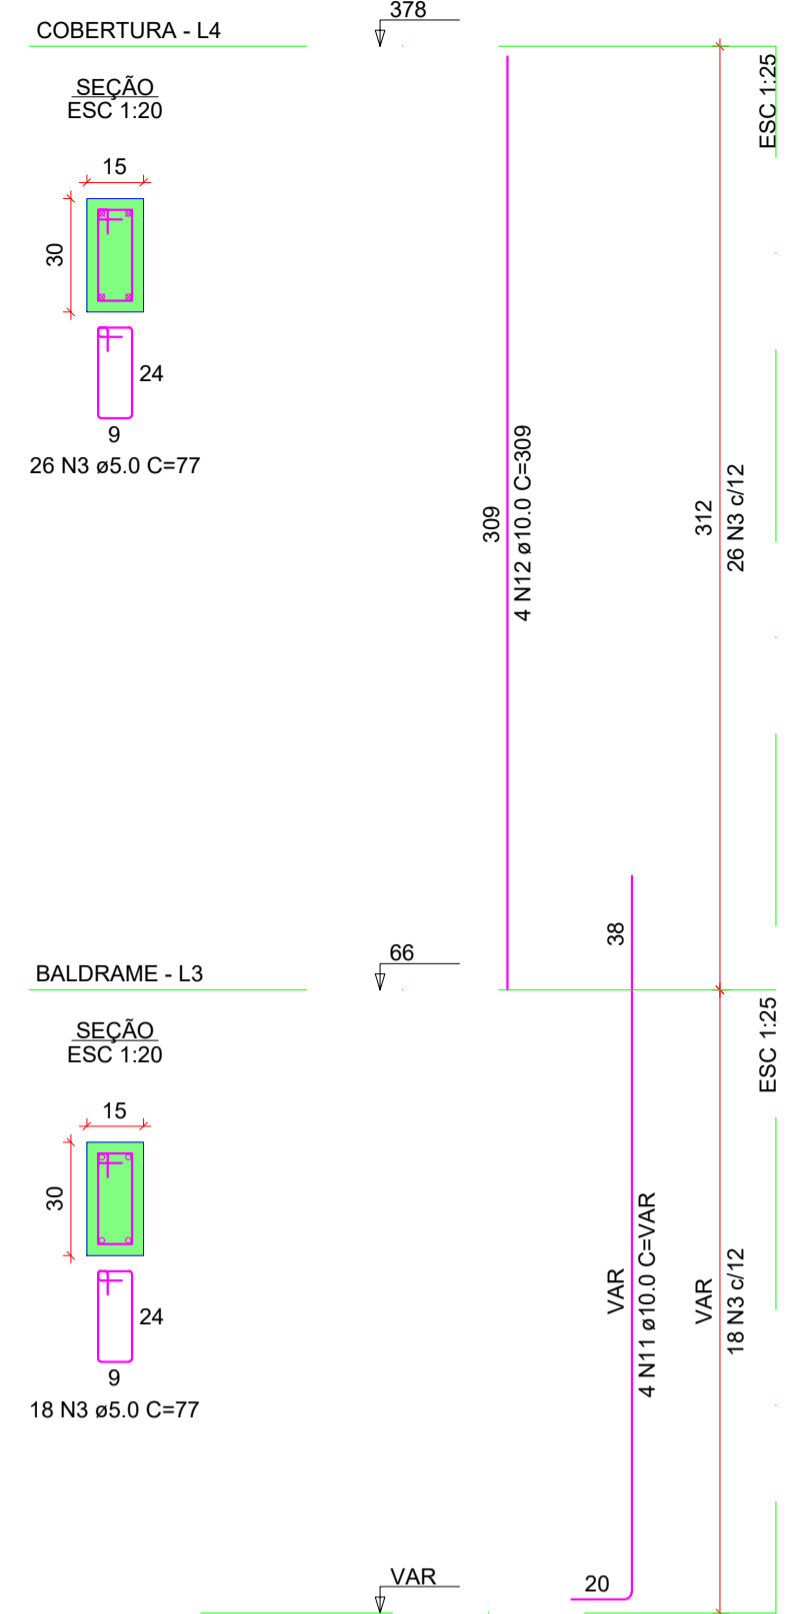 COBERTURA - L4
378
SEÇÃO
ESC 1:20
ESC 1:25
15
30
24
9
26 N3 ø5.0 C=77
309
4 N12 ø10.0 C=309
312
26 N3 c/12
38
BALDRAME - L3
66
SEÇÃO
ESC 1:20
ESC 1:25
15
30
24
9
18 N3 ø5.0 C=77
VAR
4 N11 ø10.0 C=VAR
VAR
18 N3 c/12
VAR
20